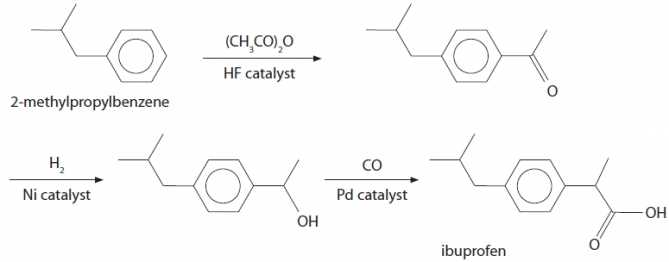 (CH₃CO)₂O
HF catalyst
O
2-methylpropylbenzene
H₂
Ni catalyst
OH
CO
Pd catalyst
OH
O
ibuprofen